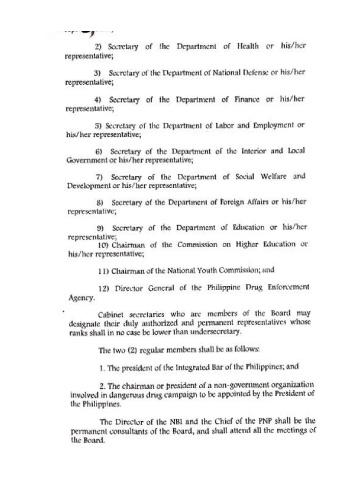 2) Secretary of the Department of Health or his/her
representative;
3) Secretary of the Department of National Defense or his/her
representative;
4) Secretary of the Department of Finance or his/her
representative;
5) Secretary of the Department of Labor and Employment or
his/her representative;
6) Secretary of the Department of the Interior and Local
Government or his/her representative;
7) Secretary of the Department of Social Welfare and
Development or his/her representative;
8) Secretary of the Department of Foreign Affairs or his/her
representative;
9) Secretary of the Department of Education or his/her
representative;
10) Chairman of the Commission on Higher Education or
his/her representative;
11) Chairman of the National Youth Commission; and
12) Director General of the Philippine Drug Enforcement
Agency.
Cabinet secretaries who are members of the Board may
designate their duly authorized and permanent representatives whose
ranks shall in no case be lower than undersecretary.
The two (2) regular members shall be as follows:
1. The president of the Integrated Bar of the Philippines; and
2. The chairman or president of a non-government organization
involved in dangerous drug campaign to be appointed by the President of
the Philippines.
The Director of the NBI and the Chief of the PNP shall be the
permanent consultants of the Board, and shall attend all the meetings of
the Board.